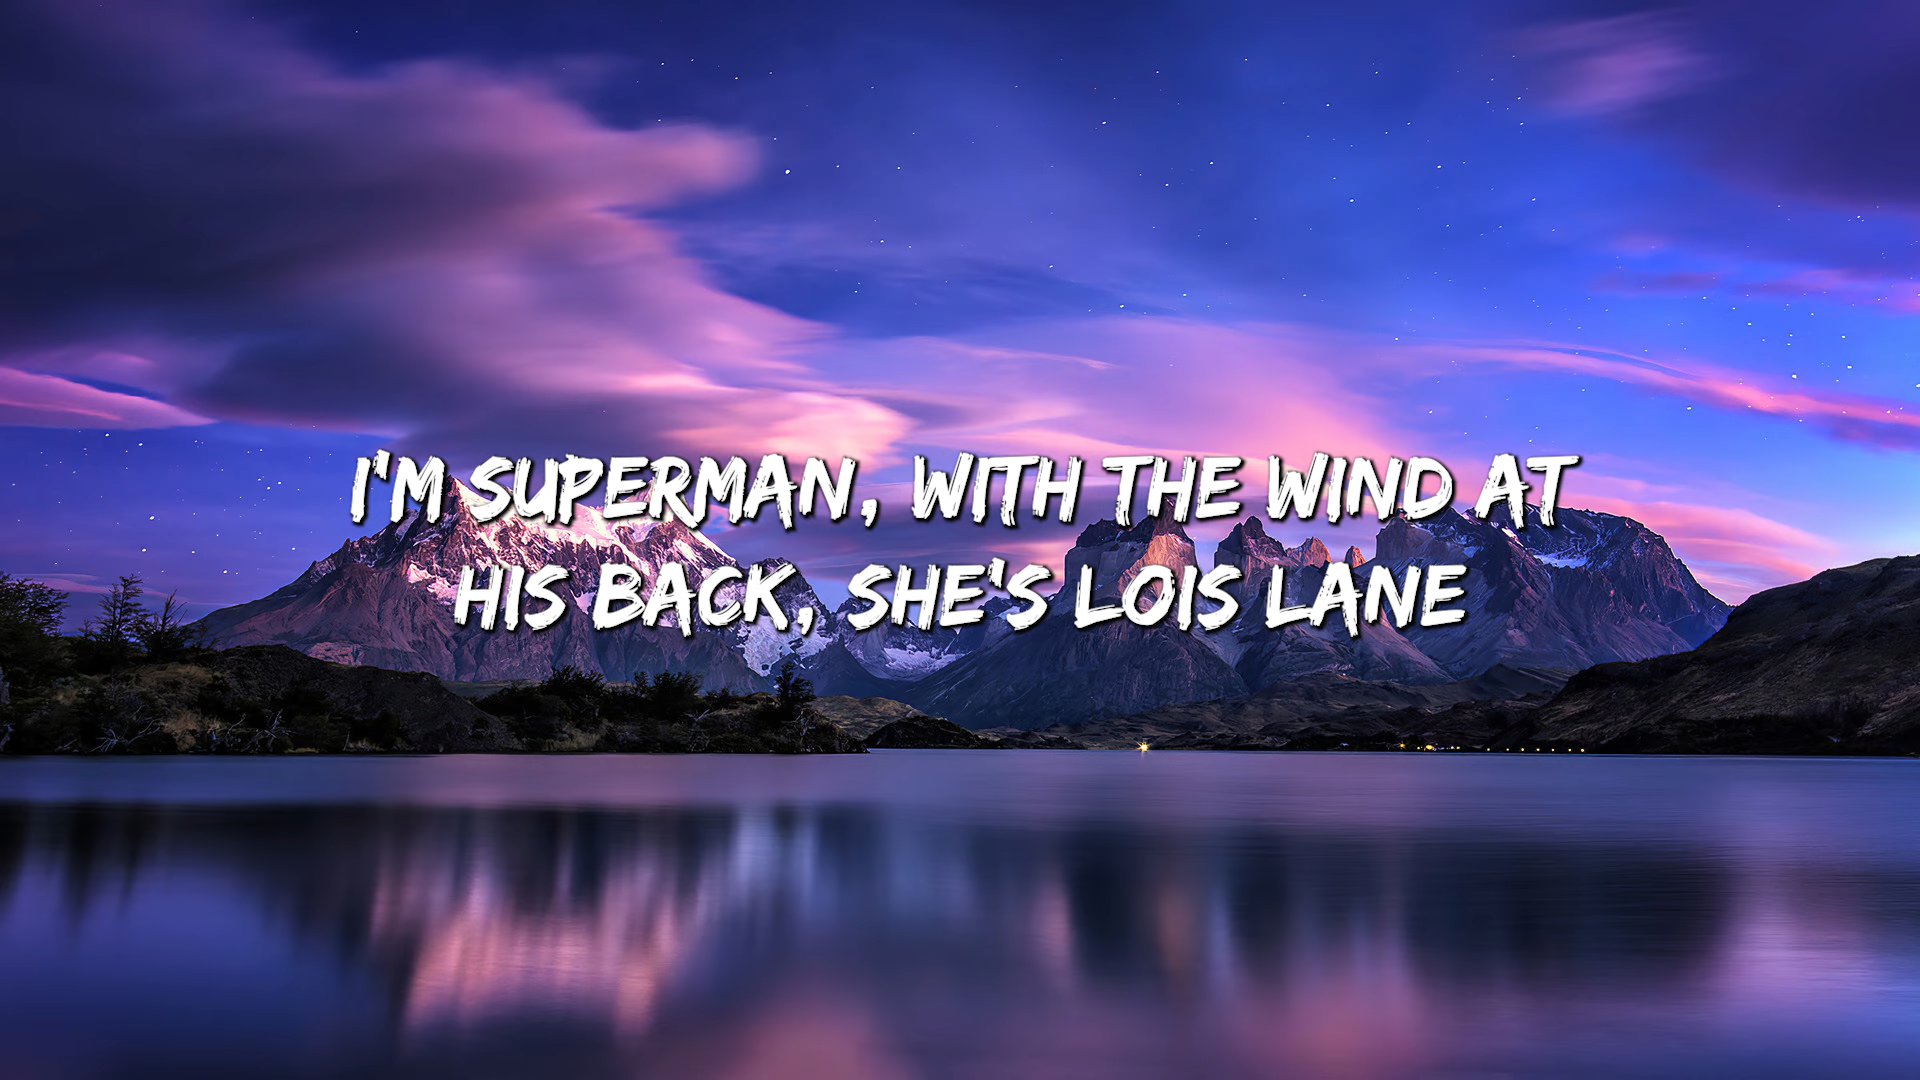 I'M SUPERMAN, WITH THE WIND AT
HIS BACK, SHE'S LOIS LANE